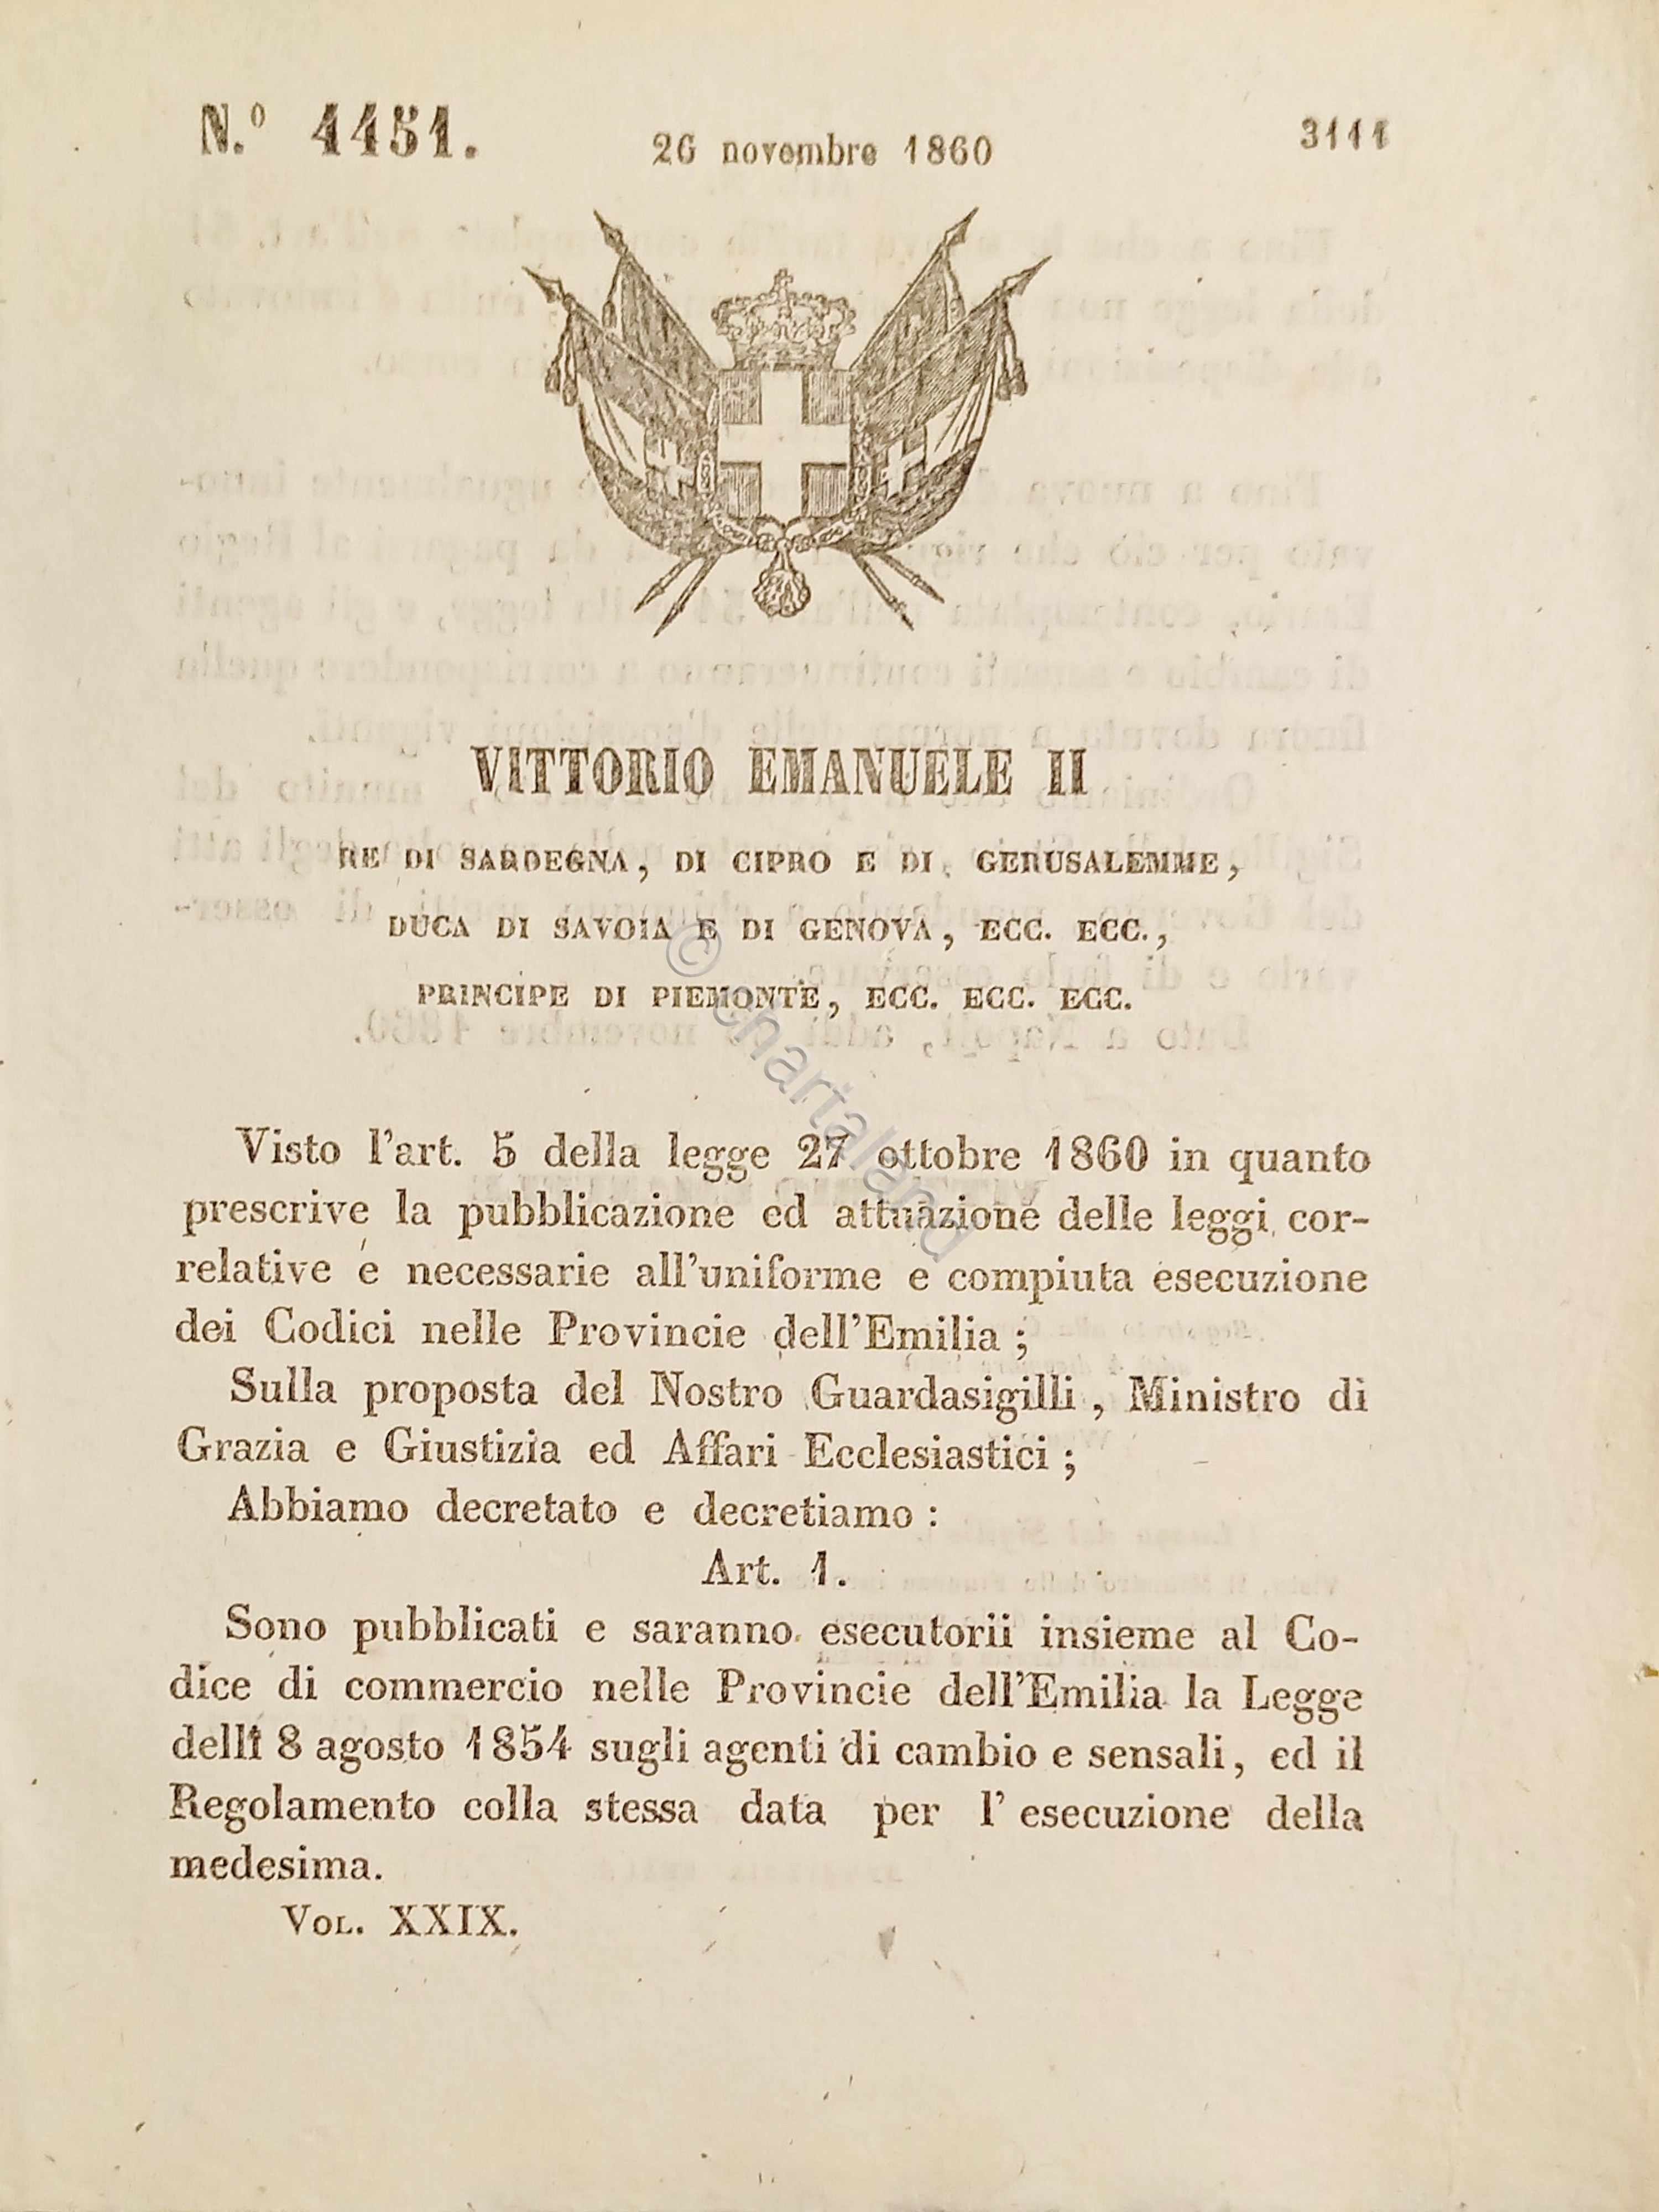 N.º 4451.
26 novembre 1860
3111
VITTORIO EMANUELE II
RE DI SARDEGNA, DI CIPRO E DI GERUSALEMME,
DUCA DI SAVOIA E DI GENOVA, ECC. ECC.,
PRINCIPE DI PIEMONTE, ECC. ECC. ECC.
Visto l'art. 5 della legge 27 ottobre 1860 in quanto
prescrive la pubblicazione ed attuazione delle leggi cor-
relative e necessarie all'uniforme e compiuta esecuzione
dei Codici nelle Provincie dell'Emilia ;
Sulla proposta del Nostro Guardasigilli , Ministro di
Grazia e Giustizia ed Affari Ecclesiastici ;
Abbiamo decretato e decretiamo :
Art. 1.
Sono pubblicati e saranno esecutorii insieme al Co-
dice di commercio nelle Provincie dell'Emilia la Legge
delli 8 agosto 1854 sugli agenti di cambio e sensali, ed il
Regolamento colla stessa data per l'esecuzione della
medesima.
VOL. XXIX.
© chartaland